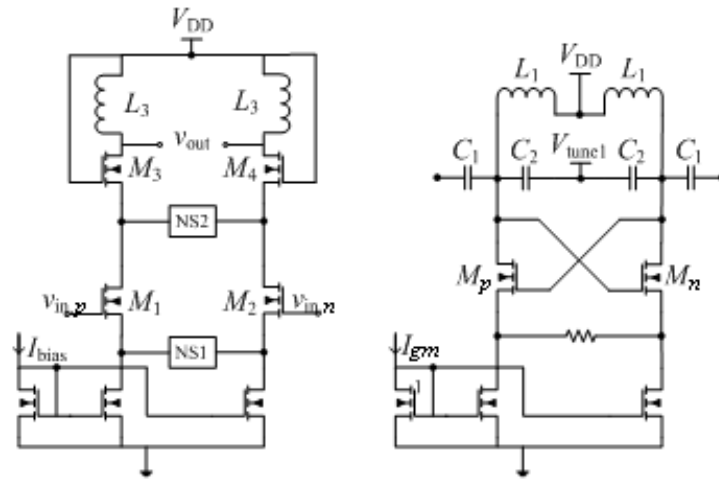 V_DD
L_3
L_3
v_out
M_3
M_4
NS2
v_in,p
M_1
M_2
v_in,n
NS1
I_bias
V_DD
L_1
L_1
C_1
C_2
V_tune1
C_2
C_1
M_p
M_n
I_gm
1